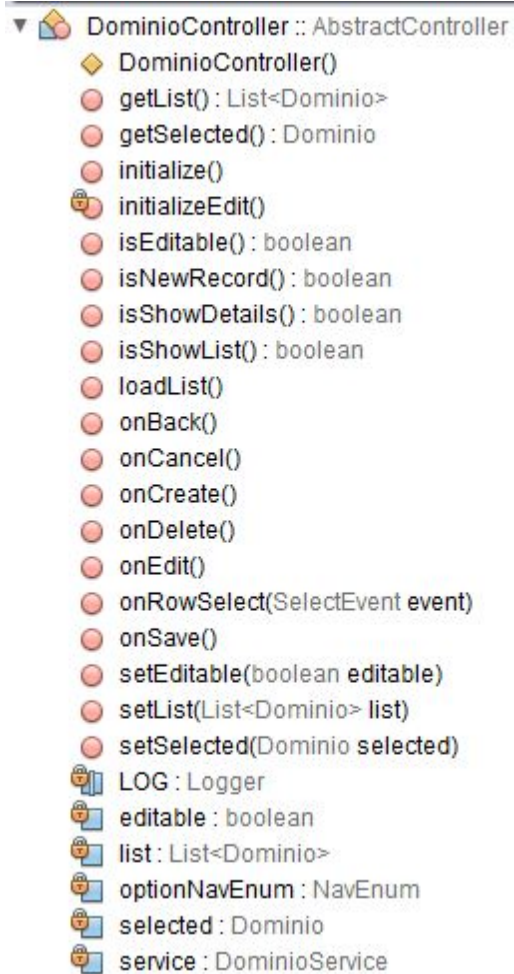 DominioController :: AbstractController
DominioController()
getList() : List<Dominio>
getSelected() : Dominio
initialize()
initializeEdit()
isEditable() : boolean
isNewRecord() : boolean
isShowDetails() : boolean
isShowList() : boolean
loadList()
onBack()
onCancel()
onCreate()
onDelete()
onEdit()
onRowSelect(SelectEvent event)
onSave()
setEditable(boolean editable)
setList(List<Dominio> list)
setSelected(Dominio selected)
LOG : Logger
editable : boolean
list : List<Dominio>
optionNavEnum : NavEnum
selected : Dominio
service : DominioService